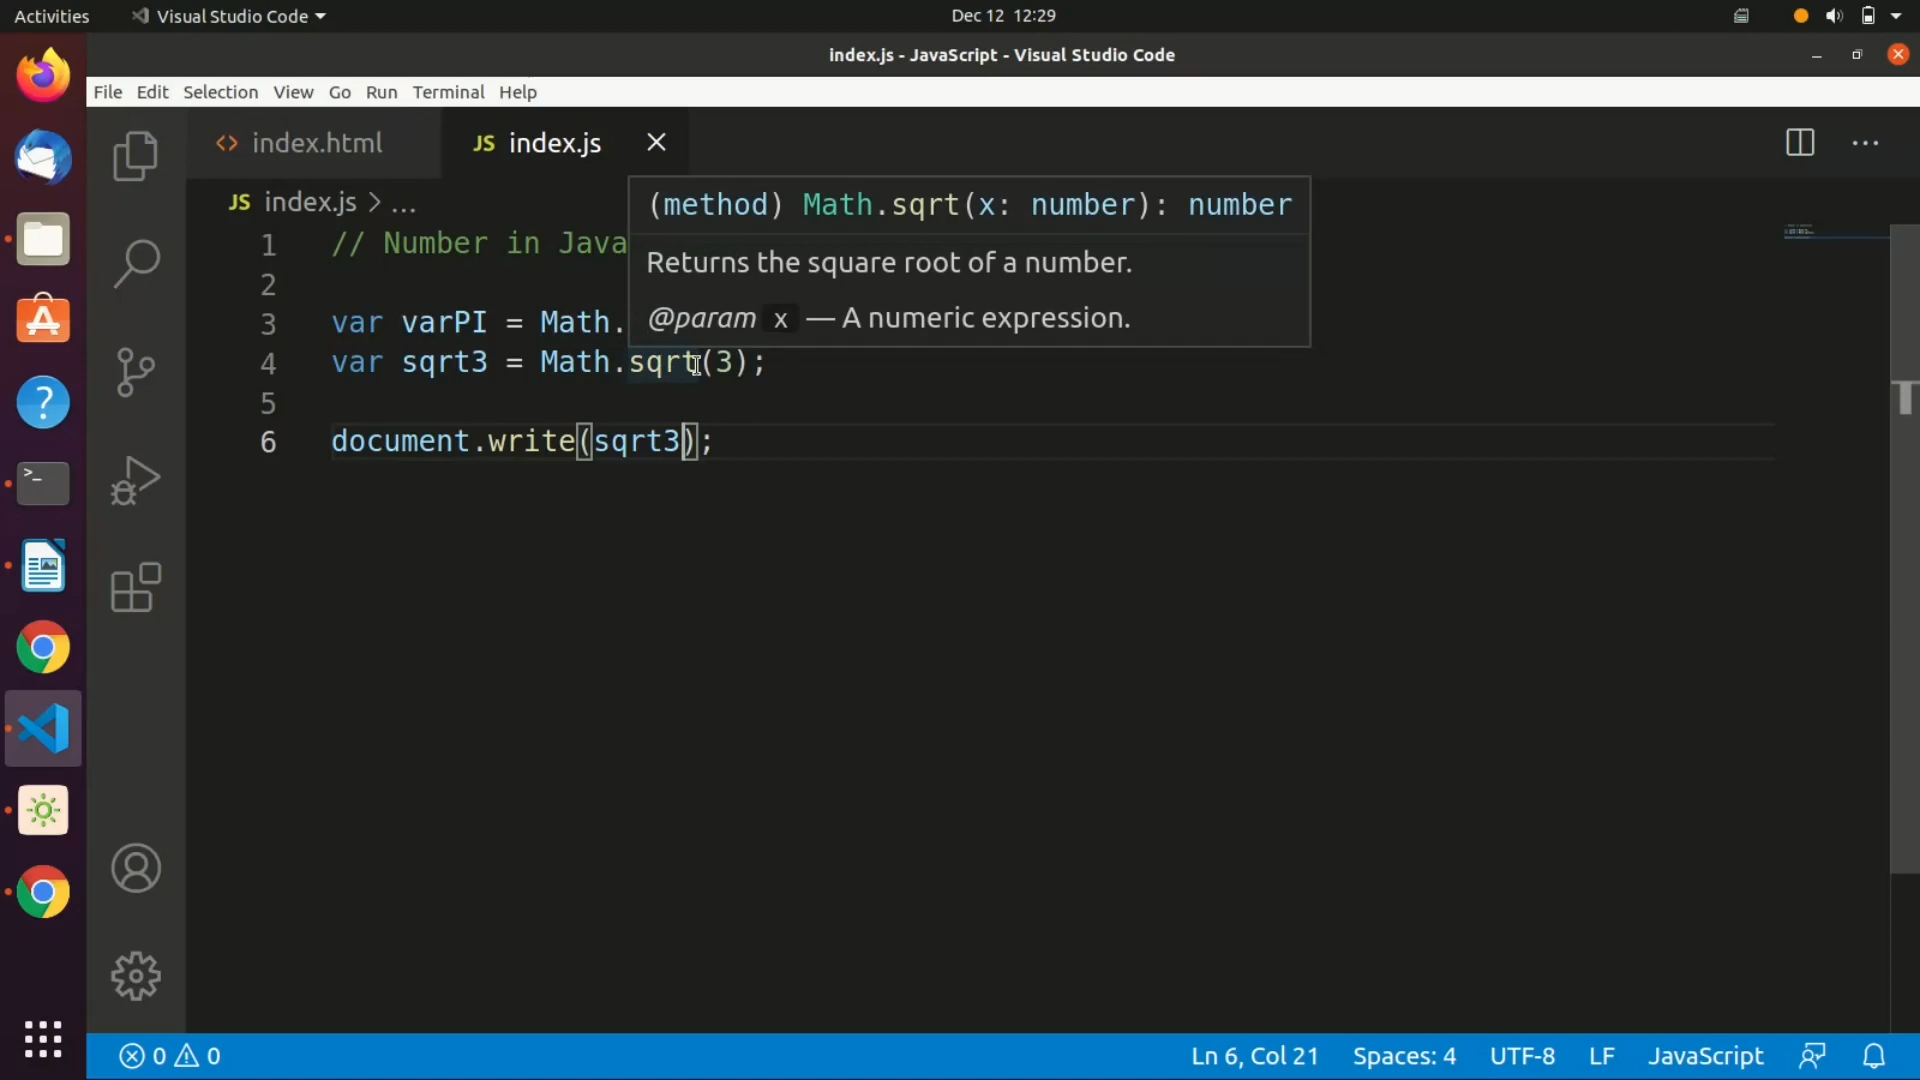 Activities
Visual Studio Code
Dec 12 12:29
index.js - JavaScript - Visual Studio Code
File Edit Selection View Go Run Terminal Help
<> index.html
JS index.js
JS index.js > ...
(method) Math.sqrt(x: number): number
Returns the square root of a number.
@param x — A numeric expression.
1 // Number in Java
2
3 var varPI = Math.
4 var sqrt3 = Math.sqrt(3);
5
6 document.write(sqrt3);
0 0
Ln 6, Col 21
Spaces: 4
UTF-8
LF
JavaScript